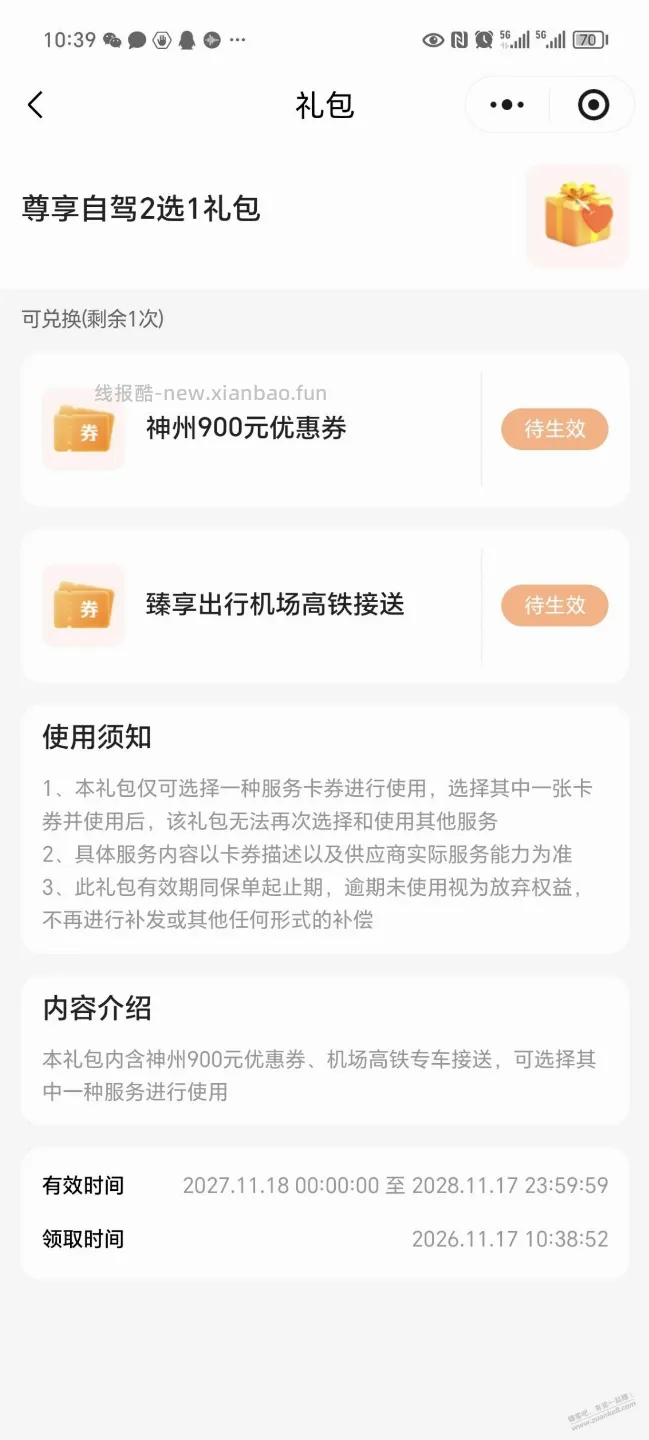 10:39
5G
5G
70
礼包
尊享自驾2选1礼包
可兑换(剩余1次)
线报酷-new.xianbao.fun
券
神州900元优惠券
待生效
券
臻享出行机场高铁接送
待生效
使用须知
1、本礼包仅可选择一种服务卡券进行使用，选择其中一张卡
券并使用后，该礼包无法再次选择和使用其他服务
2、具体服务内容以卡券描述以及供应商实际服务能力为准
3、此礼包有效期同保单起止期，逾期未使用视为放弃权益，
不再进行补发或其他任何形式的补偿
内容介绍
本礼包内含神州900元优惠券、机场高铁专车接送，可选择其
中一种服务进行使用
有效时间 2027.11.18 00:00:00 至 2028.11.17 23:59:59
领取时间 2026.11.17 10:38:52
www.zuanke8.com